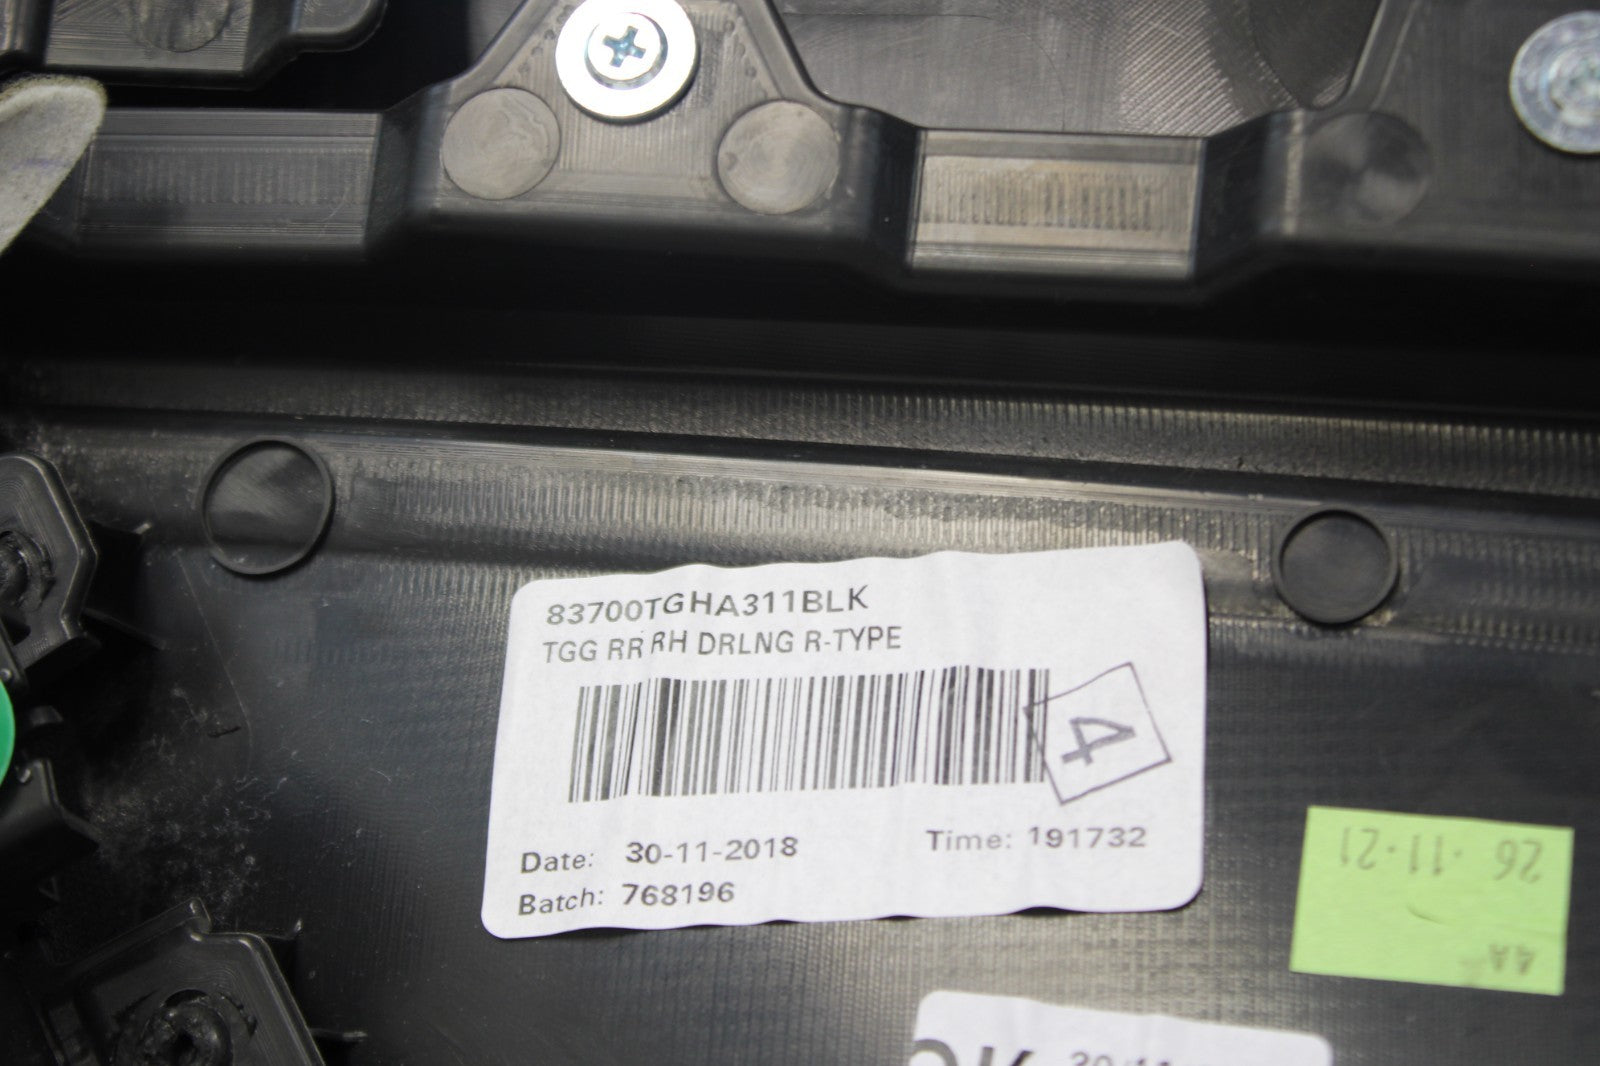 83700TGHA311BLK
TGG RR RH DRLNG R-TYPE
4
Date: 30-11-2018
Time: 191732
Batch: 768196
26 .11.21
4A